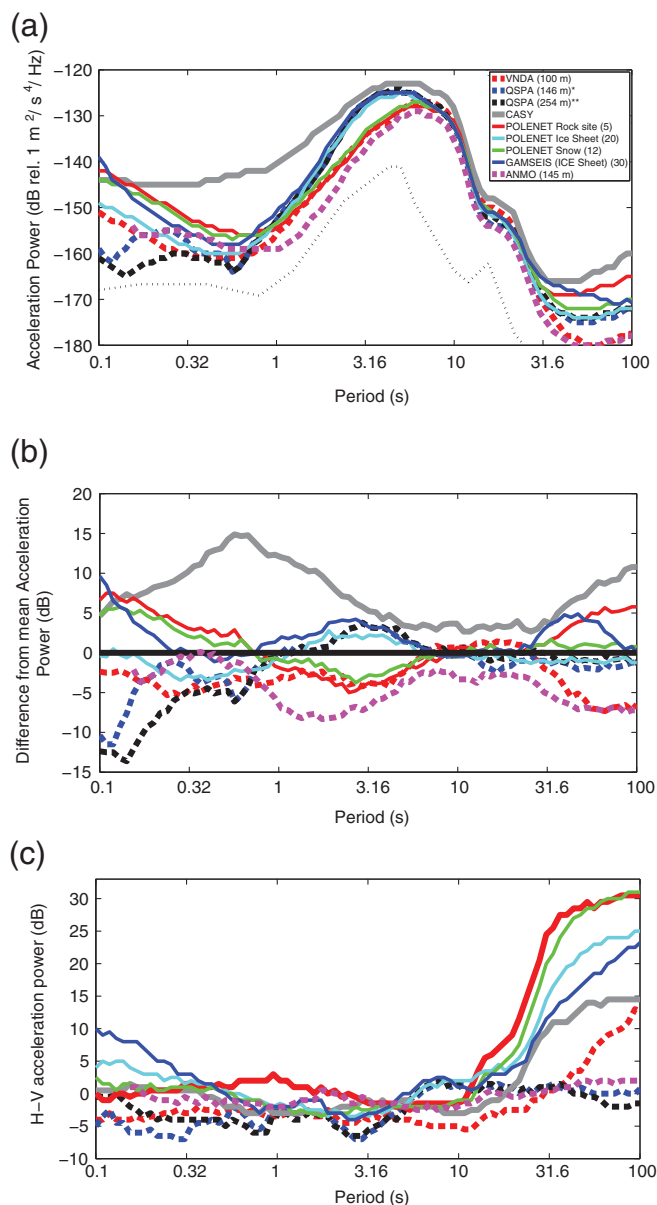 (a)
Acceleration Power (dB rel. 1 m²/ s⁴/ Hz)
−120
−130
−140
−150
−160
−170
−180
VNDA (100 m)
QSPA (146 m)*
QSPA (254 m)**
CASY
POLENET Rock site (5)
POLENET Ice Sheet (20)
POLENET Snow (12)
GAMSEIS (ICE Sheet) (30)
ANMO (145 m)
0.1 0.32 1 3.16 10 31.6 100
Period (s)
(b)
Difference from mean Acceleration
Power (dB)
20
15
10
5
0
−5
−10
−15
0.1 0.32 1 3.16 10 31.6 100
Period (s)
(c)
H−V acceleration power (dB)
30
25
20
15
10
5
0
−5
−10
0.1 0.32 1 3.16 10 31.6 100
Period (s)